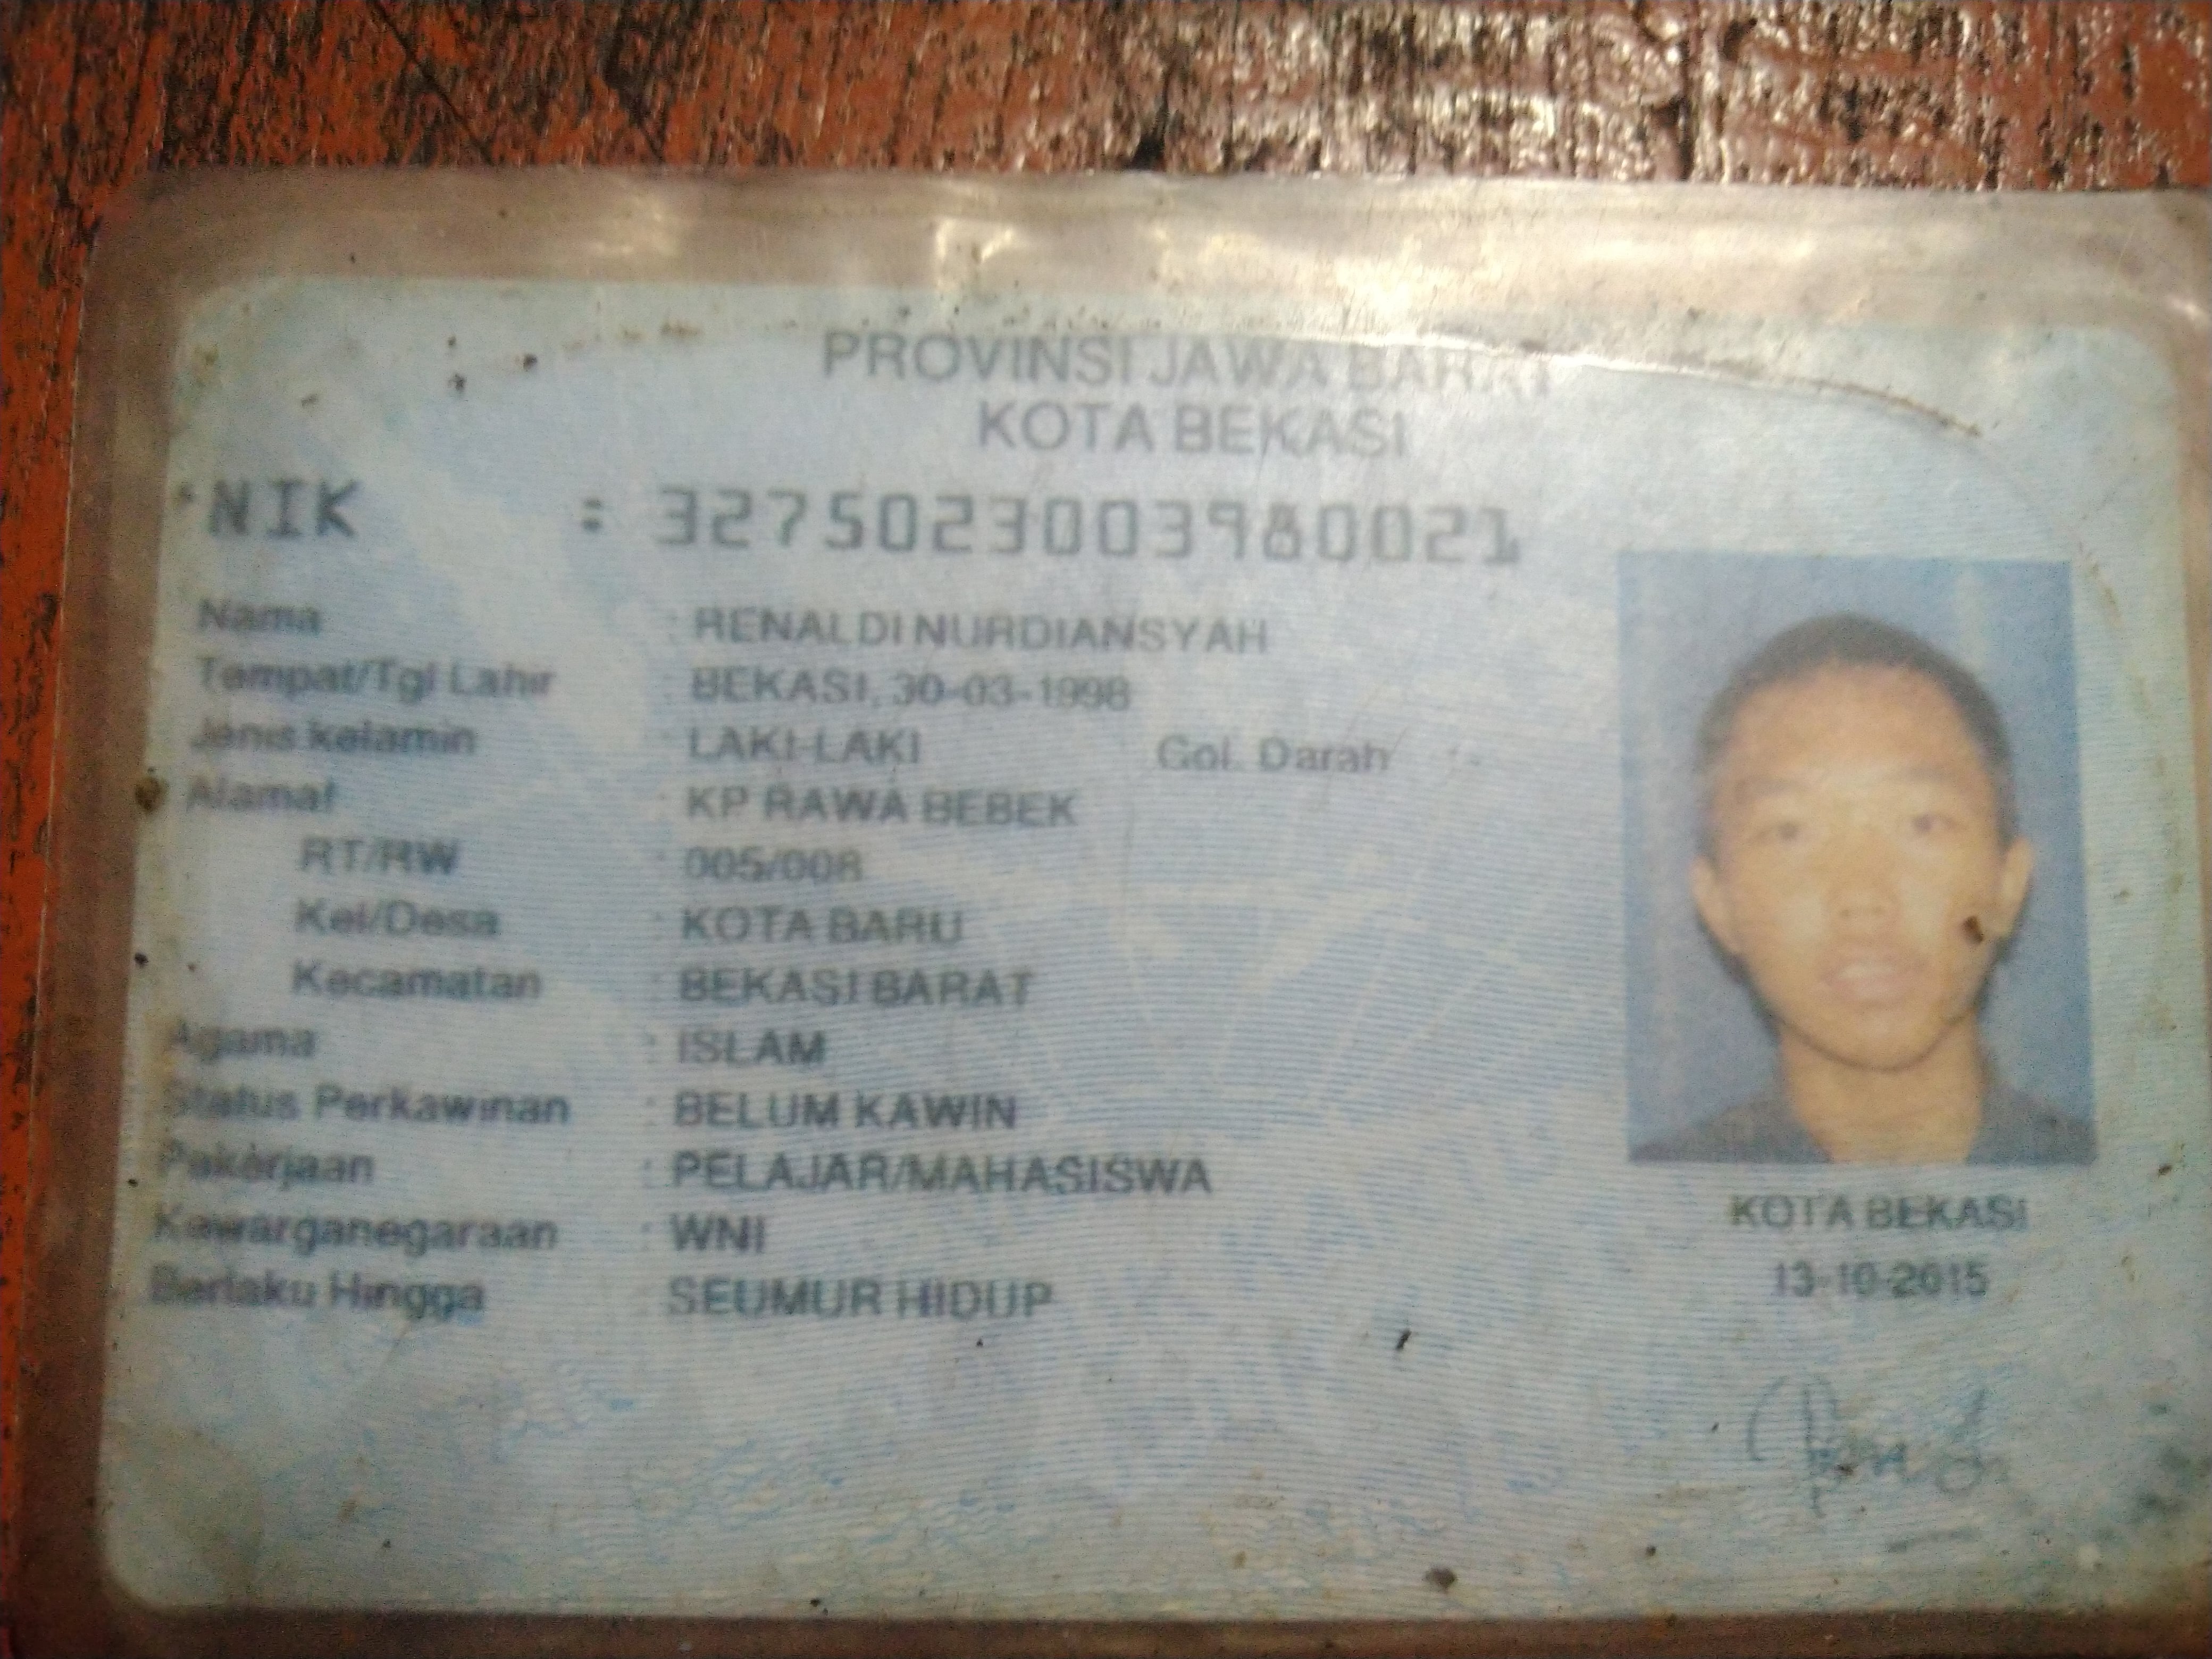 PROVINSI JAWA BARAT
KOTA BEKASI
NIK : 3275023003980021
Nama : RENALDI NURDIANSYAH
Tempat/Tgl Lahir : BEKASI, 30-03-1998
Jenis kelamin : LAKI-LAKI Gol. Darah : -
Alamat : KP RAWA BEBEK
RT/RW : 005/008
Kel/Desa : KOTA BARU
Kecamatan : BEKASI BARAT
Agama : ISLAM
Status Perkawinan : BELUM KAWIN
Pekerjaan : PELAJAR/MAHASISWA
Kewarganegaraan : WNI
Berlaku Hingga : SEUMUR HIDUP
KOTA BEKASI
13-10-2015